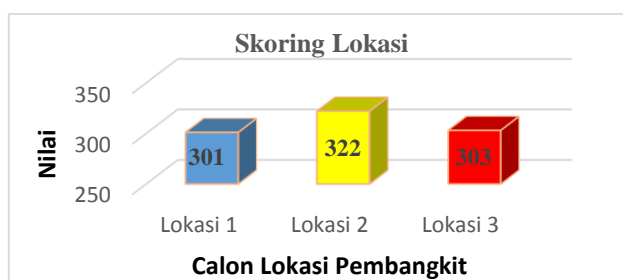 Skoring Lokasi
350
300
250
Nilai
301
322
303
Lokasi 1
Lokasi 2
Lokasi 3
Calon Lokasi Pembangkit